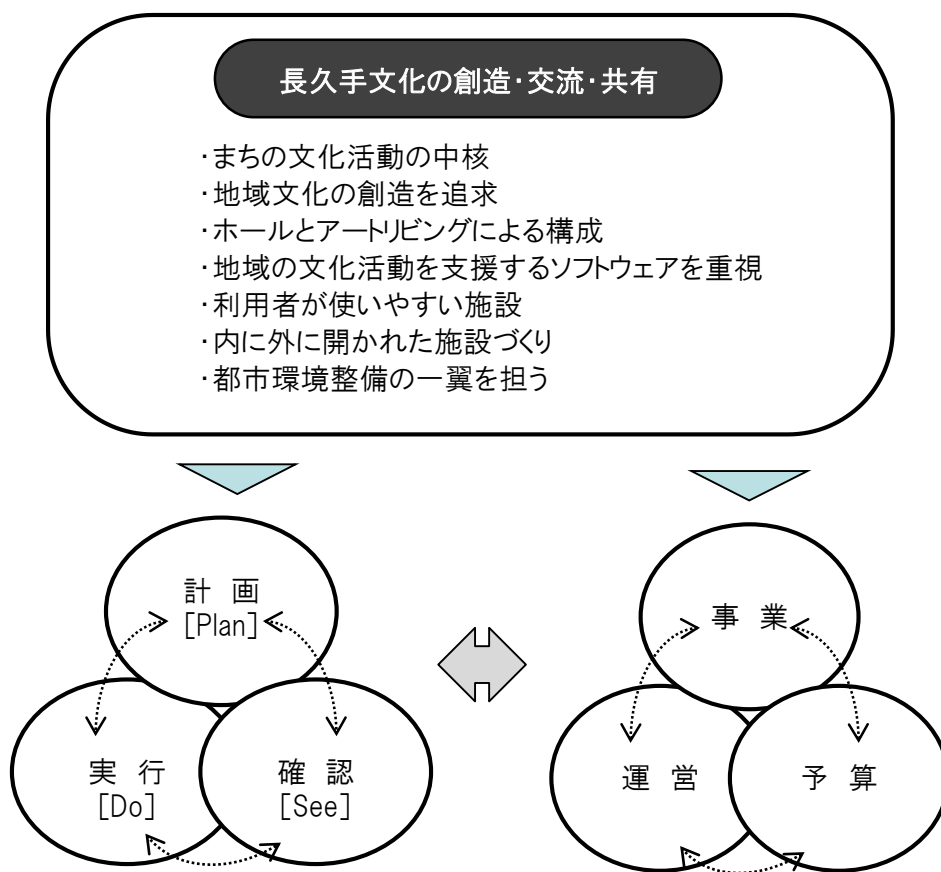 長久手文化の創造・交流・共有
・まちの文化活動の中核
・地域文化の創造を追求
・ホールとアートリビングによる構成
・地域の文化活動を支援するソフトウェアを重視
・利用者が使いやすい施設
・内に外に開かれた施設づくり
・都市環境整備の一翼を担う
計 画
[Plan]
実 行
[Do]
確 認
[See]
事 業
運 営
予 算